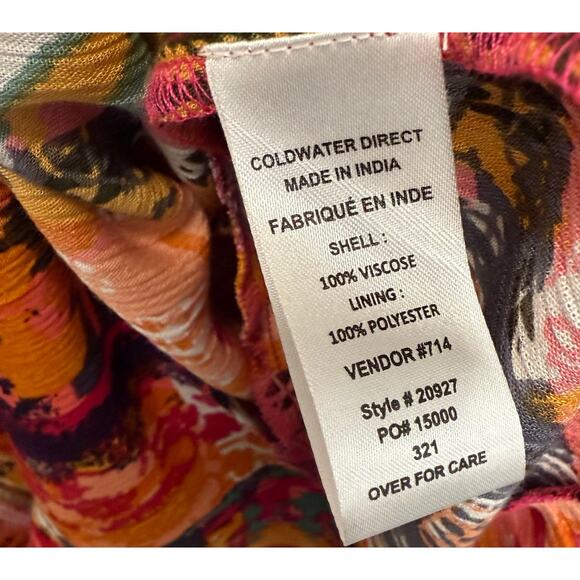 COLDWATER DIRECT
MADE IN INDIA
FABRIQUÉ EN INDE
SHELL :
100% VISCOSE
LINING :
100% POLYESTER
VENDOR #714
Style # 20927
PO# 15000
321
OVER FOR CARE